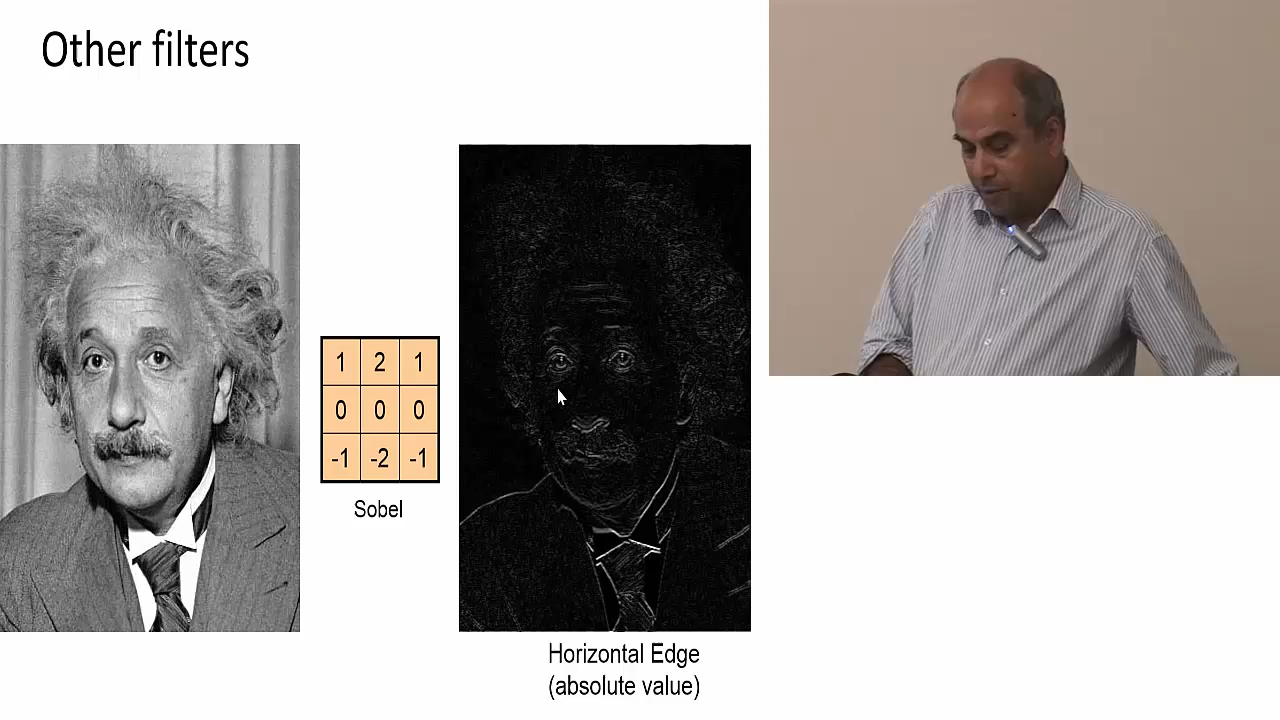 Other filters
1 2 1
0 0 0
-1 -2 -1
Sobel
Horizontal Edge
(absolute value)